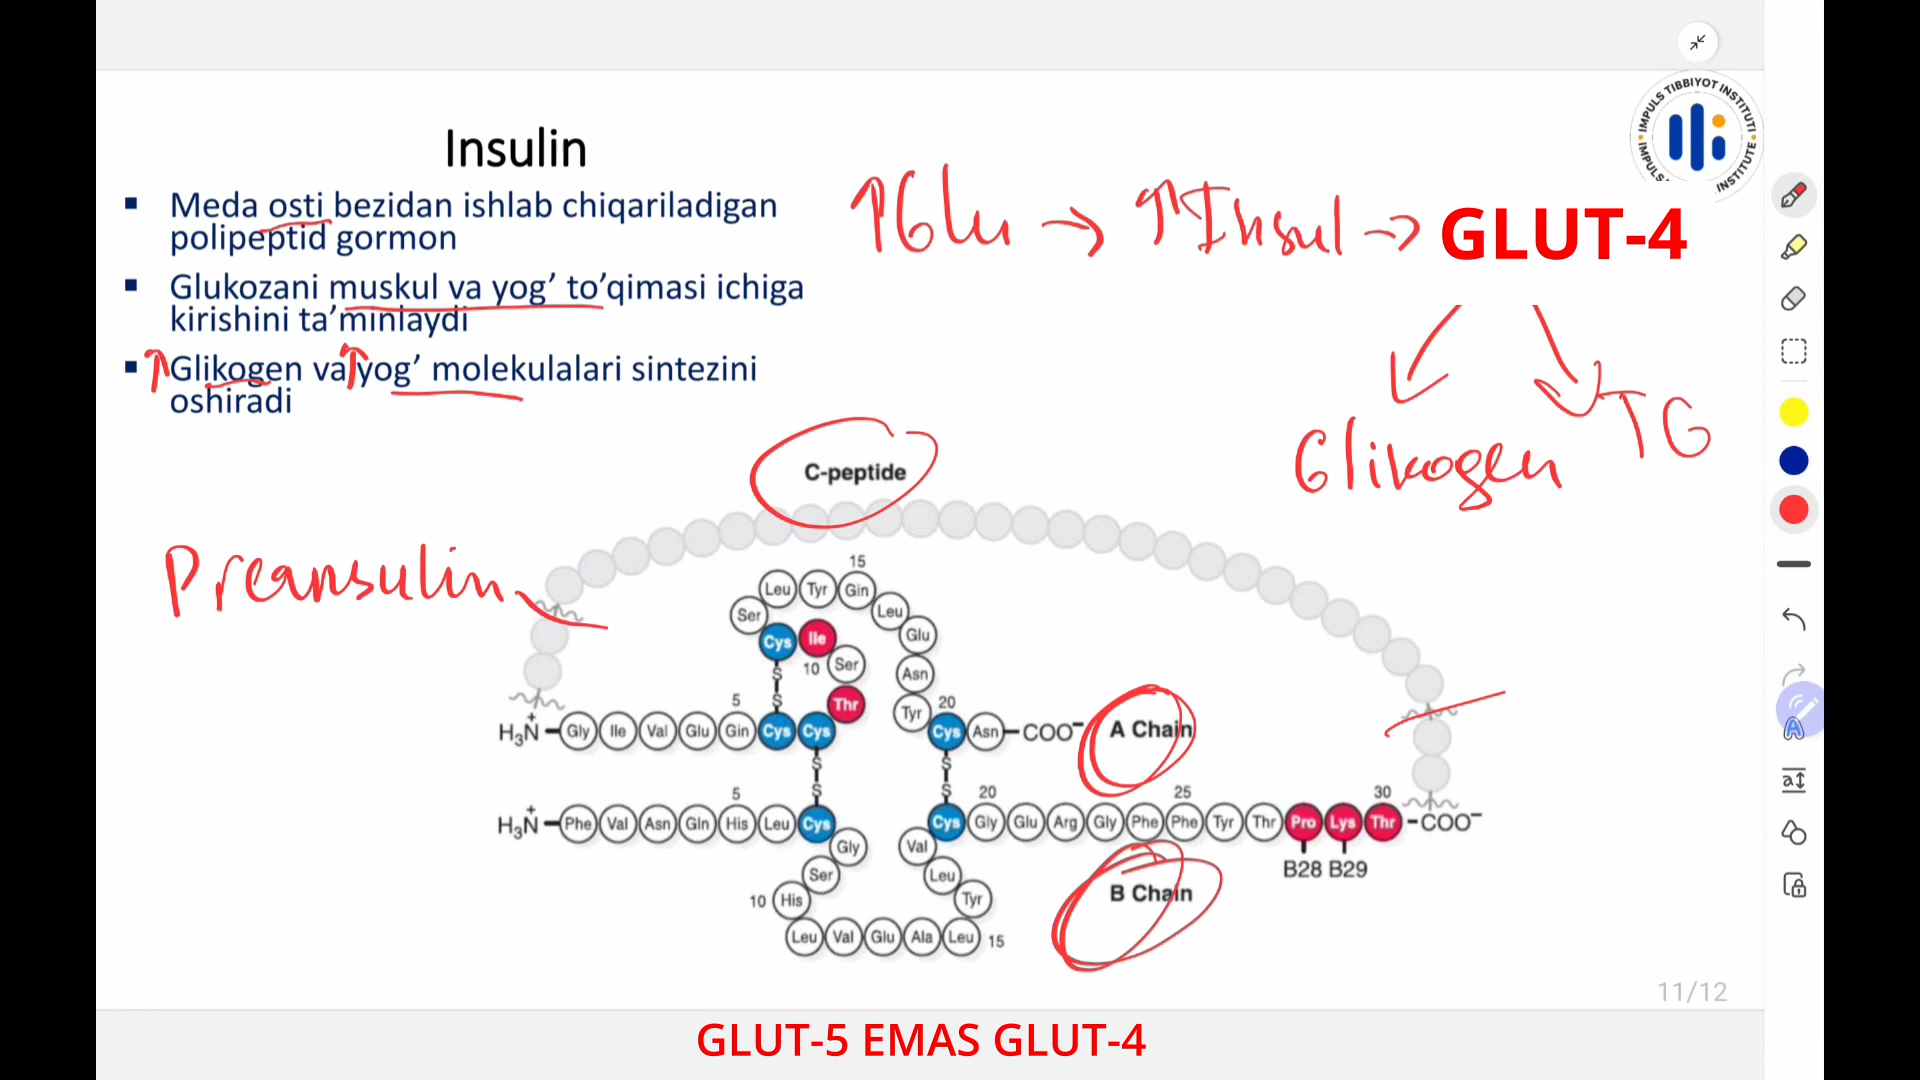 IMPULS TIBBIYOT INSTITUTI
Insulin
▪ Meda osti bezidan ishlab chiqariladigan
polipeptid gormon
▪ Glukozani muskul va yog’ to’qimasi ichiga
kirishini ta’minlaydi
▪ Glikogen va yog’ molekulalari sintezini
oshiradi
↑Glu → ↑↑Insul → GLUT-4
Glikogen TG
C-peptide
Preansulin
15
Leu Tyr Gin
Ser Leu
Cys Ile Glu
10 Ser
S Asn
S Thr
5 Tyr 20
H₃N⁺ Gly Ile Val Glu Gin Cys Cys Cys Asn COO⁻ A Chain
S S
S S
5 20 25 30
H₃N⁺ Phe Val Asn Gln His Leu Cys Cys Gly Glu Arg Gly Phe Phe Tyr Thr Pro Lys Thr COO⁻
Gly Val
B28 B29
Ser Leu
10 His Tyr B Chain
Leu Val Glu Ala Leu 15
11/12
GLUT-5 EMAS GLUT-4